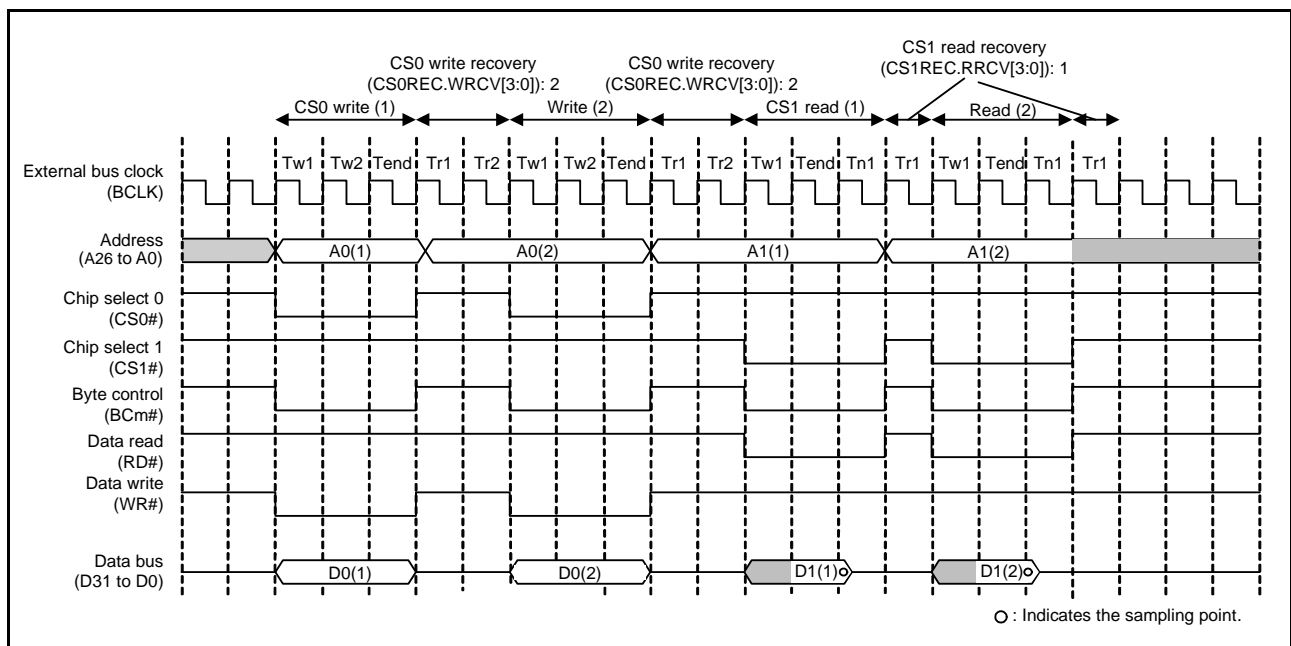 CS1 read recovery
(CS1REC.RRCV[3:0]): 1
CS0 write recovery
(CS0REC.WRCV[3:0]): 2
CS0 write recovery
(CS0REC.WRCV[3:0]): 2
CS0 write (1)
Write (2)
CS1 read (1)
Read (2)
Tw1 Tw2 Tend Tr1 Tr2 Tw1 Tw2 Tend Tr1 Tr2 Tw1 Tend Tn1 Tr1 Tw1 Tend Tn1 Tr1
External bus clock
(BCLK)
Address
(A26 to A0)
A0(1) A0(2) A1(1) A1(2)
Chip select 0
(CS0#)
Chip select 1
(CS1#)
Byte control
(BCm#)
Data read
(RD#)
Data write
(WR#)
Data bus
(D31 to D0)
D0(1) D0(2) D1(1) D1(2)
: Indicates the sampling point.